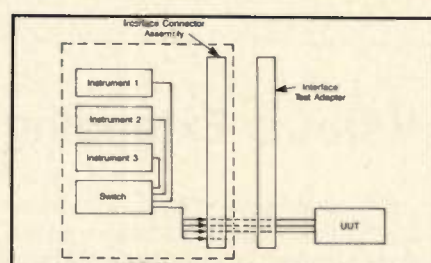 Interface Connector
Assembly
Instrument 1
Instrument 2
Instrument 3
Switch
Interface
Test Adapter
UUT